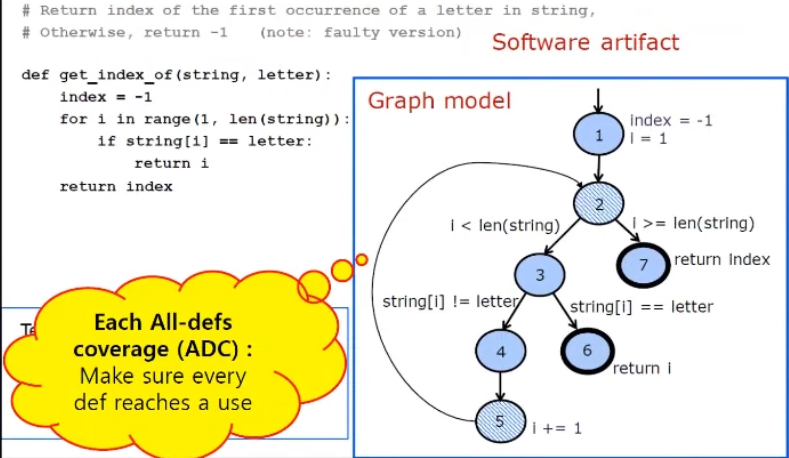 # Return index of the first occurrence of a letter in string,
# Otherwise, return -1 (note: faulty version)
Software artifact
def get_index_of(string, letter):
index = -1
for i in range(1, len(string)):
if string[i] == letter:
return i
return index
Graph model
1
index = -1
i = 1
2
i < len(string)
i >= len(string)
3
7
return Index
string[i] != letter
string[i] == letter
4
6
return i
5
i += 1
Each All-defs
coverage (ADC) :
Make sure every
def reaches a use